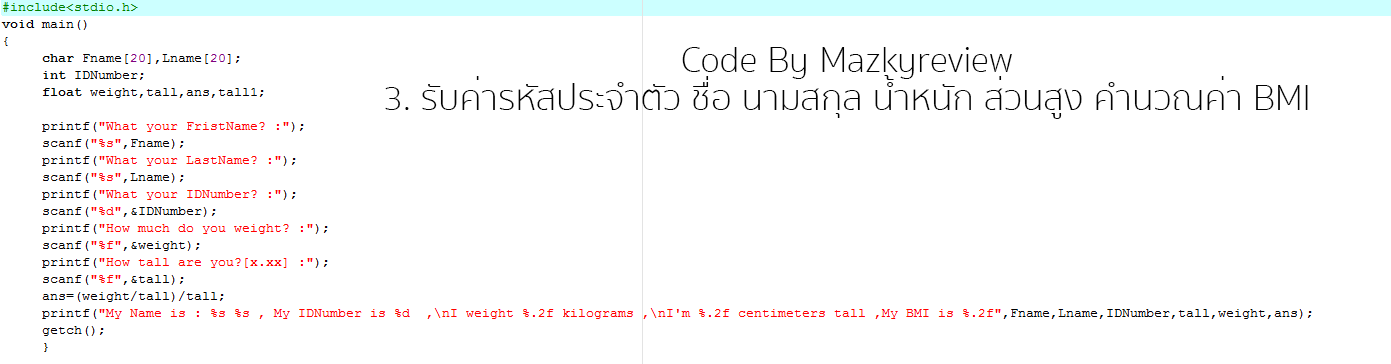 #include<stdio.h>
void main()
{
char Fname[20],Lname[20];
int IDNumber;
float weight,tall,ans,tall1;
Code By Mazkyreview
3. รับค่ารหัสประจำตัว ชื่อ นามสกุล น้ำหนัก ส่วนสูง คำนวณค่า BMI
printf("What your FristName? :");
scanf("%s",Fname);
printf("What your LastName? :");
scanf("%s",Lname);
printf("What your IDNumber? :");
scanf("%d",&IDNumber);
printf("How much do you weight? :");
scanf("%f",&weight);
printf("How tall are you?[x.xx] :");
scanf("%f",&tall);
ans=(weight/tall)/tall;
printf("My Name is : %s %s , My IDNumber is %d  ,\nI weight %.2f kilograms ,\nI'm %.2f centimeters tall ,My BMI is %.2f",Fname,Lname,IDNumber,tall,weight,ans);
getch();
}